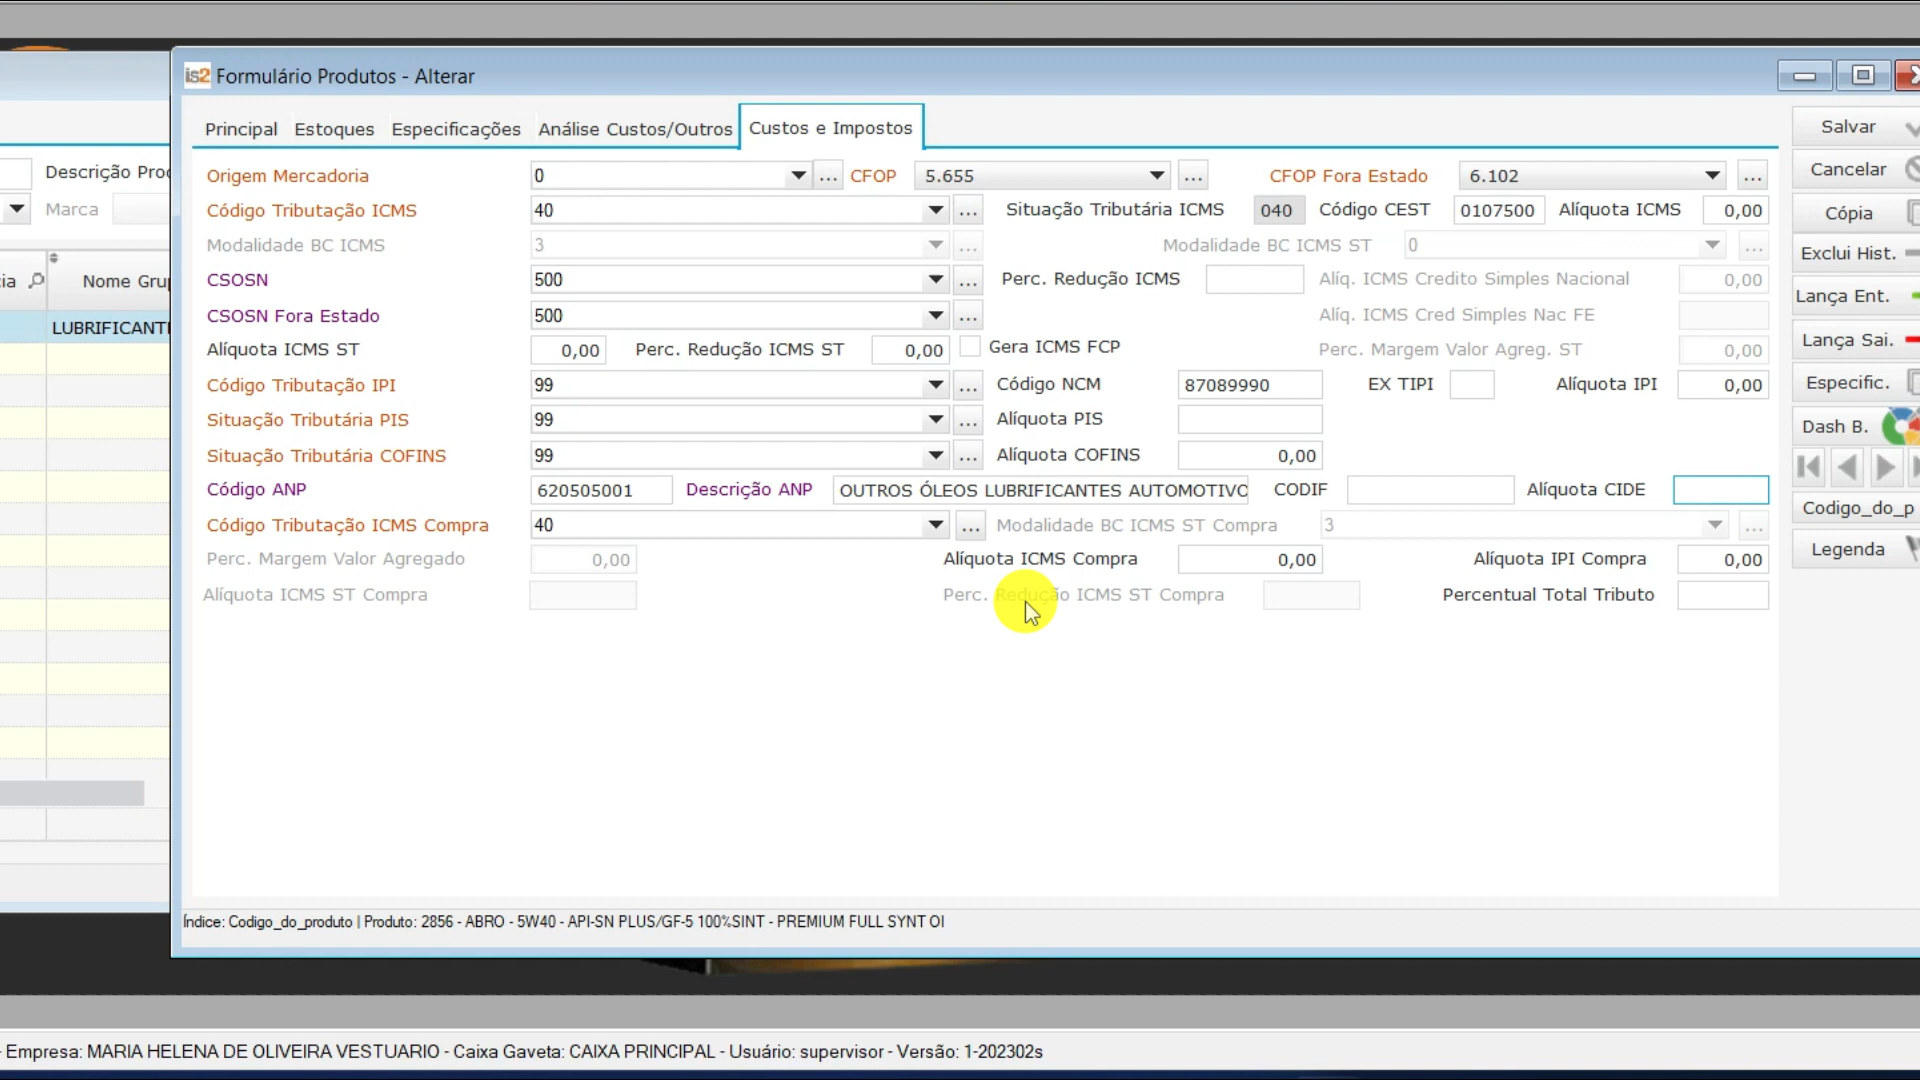 is2 Formulário Produtos - Alterar
Principal Estoques Especificações Análise Custos/Outros Custos e Impostos
Salvar
Cancelar
Cópia
Exclui Hist.
Lança Ent.
Lança Sai.
Especific.
Dash B.
Codigo_do_p
Legenda
Descrição Proc
Marca
ia Nome Grup
LUBRIFICANTI
Origem Mercadoria 0 ... CFOP 5.655 ... CFOP Fora Estado 6.102 ...
Código Tributação ICMS 40 ... Situação Tributária ICMS 040 Código CEST 0107500 Alíquota ICMS 0,00
Modalidade BC ICMS 3 ... Modalidade BC ICMS ST 0 ...
CSOSN 500 ... Perc. Redução ICMS Alíq. ICMS Credito Simples Nacional 0,00
CSOSN Fora Estado 500 ... Alíq. ICMS Cred Simples Nac FE
Alíquota ICMS ST 0,00 Perc. Redução ICMS ST 0,00 Gera ICMS FCP Perc. Margem Valor Agreg. ST 0,00
Código Tributação IPI 99 ... Código NCM 87089990 EX TIPI Alíquota IPI 0,00
Situação Tributária PIS 99 ... Alíquota PIS
Situação Tributária COFINS 99 ... Alíquota COFINS 0,00
Código ANP 620505001 Descrição ANP OUTROS ÓLEOS LUBRIFICANTES AUTOMOTIVO CODIF Alíquota CIDE
Código Tributação ICMS Compra 40 ... Modalidade BC ICMS ST Compra 3 ...
Perc. Margem Valor Agregado 0,00 Alíquota ICMS Compra 0,00 Alíquota IPI Compra 0,00
Alíquota ICMS ST Compra Perc. Redução ICMS ST Compra Percentual Total Tributo
Índice: Codigo_do_produto | Produto: 2856 - ABRO - 5W40 - API-SN PLUS/GF-5 100%SINT - PREMIUM FULL SYNT OI
- Empresa: MARIA HELENA DE OLIVEIRA VESTUARIO - Caixa Gaveta: CAIXA PRINCIPAL - Usuário: supervisor - Versão: 1-202302s